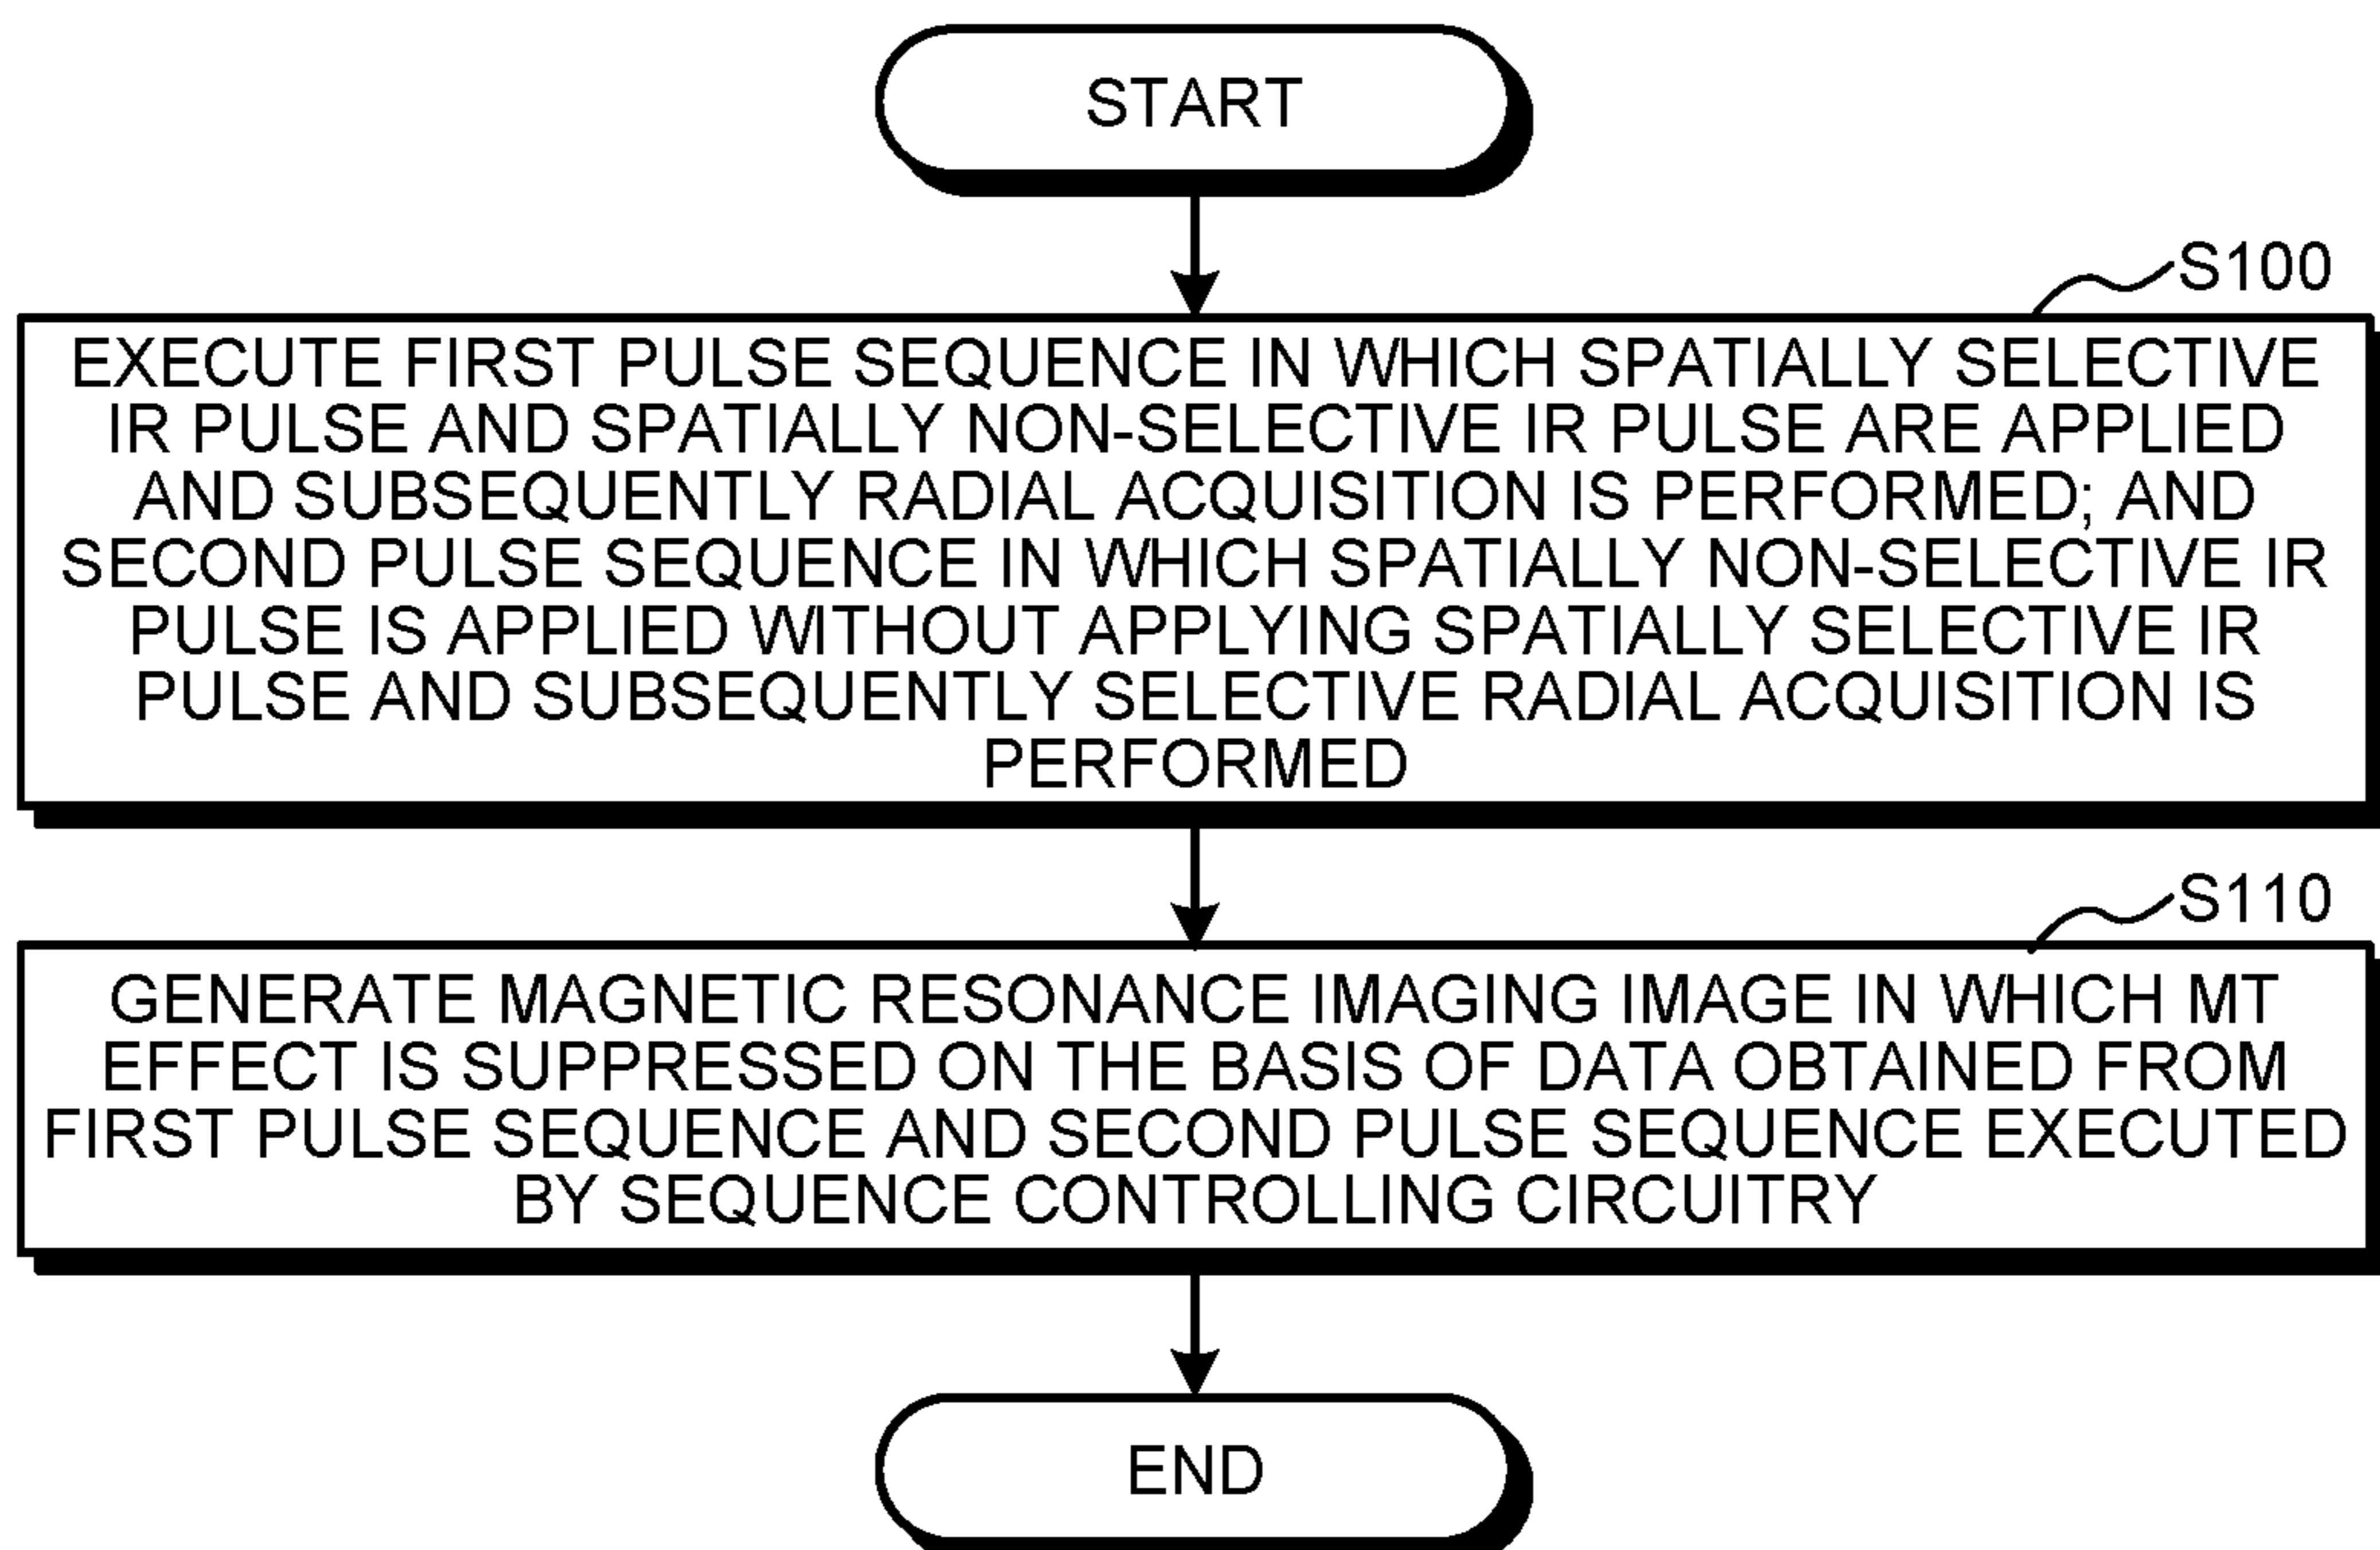 START
S100
EXECUTE FIRST PULSE SEQUENCE IN WHICH SPATIALLY SELECTIVE
IR PULSE AND SPATIALLY NON-SELECTIVE IR PULSE ARE APPLIED
AND SUBSEQUENTLY RADIAL ACQUISITION IS PERFORMED; AND
SECOND PULSE SEQUENCE IN WHICH SPATIALLY NON-SELECTIVE IR
PULSE IS APPLIED WITHOUT APPLYING SPATIALLY SELECTIVE IR
PULSE AND SUBSEQUENTLY SELECTIVE RADIAL ACQUISITION IS
PERFORMED
S110
GENERATE MAGNETIC RESONANCE IMAGING IMAGE IN WHICH MT
EFFECT IS SUPPRESSED ON THE BASIS OF DATA OBTAINED FROM
FIRST PULSE SEQUENCE AND SECOND PULSE SEQUENCE EXECUTED
BY SEQUENCE CONTROLLING CIRCUITRY
END